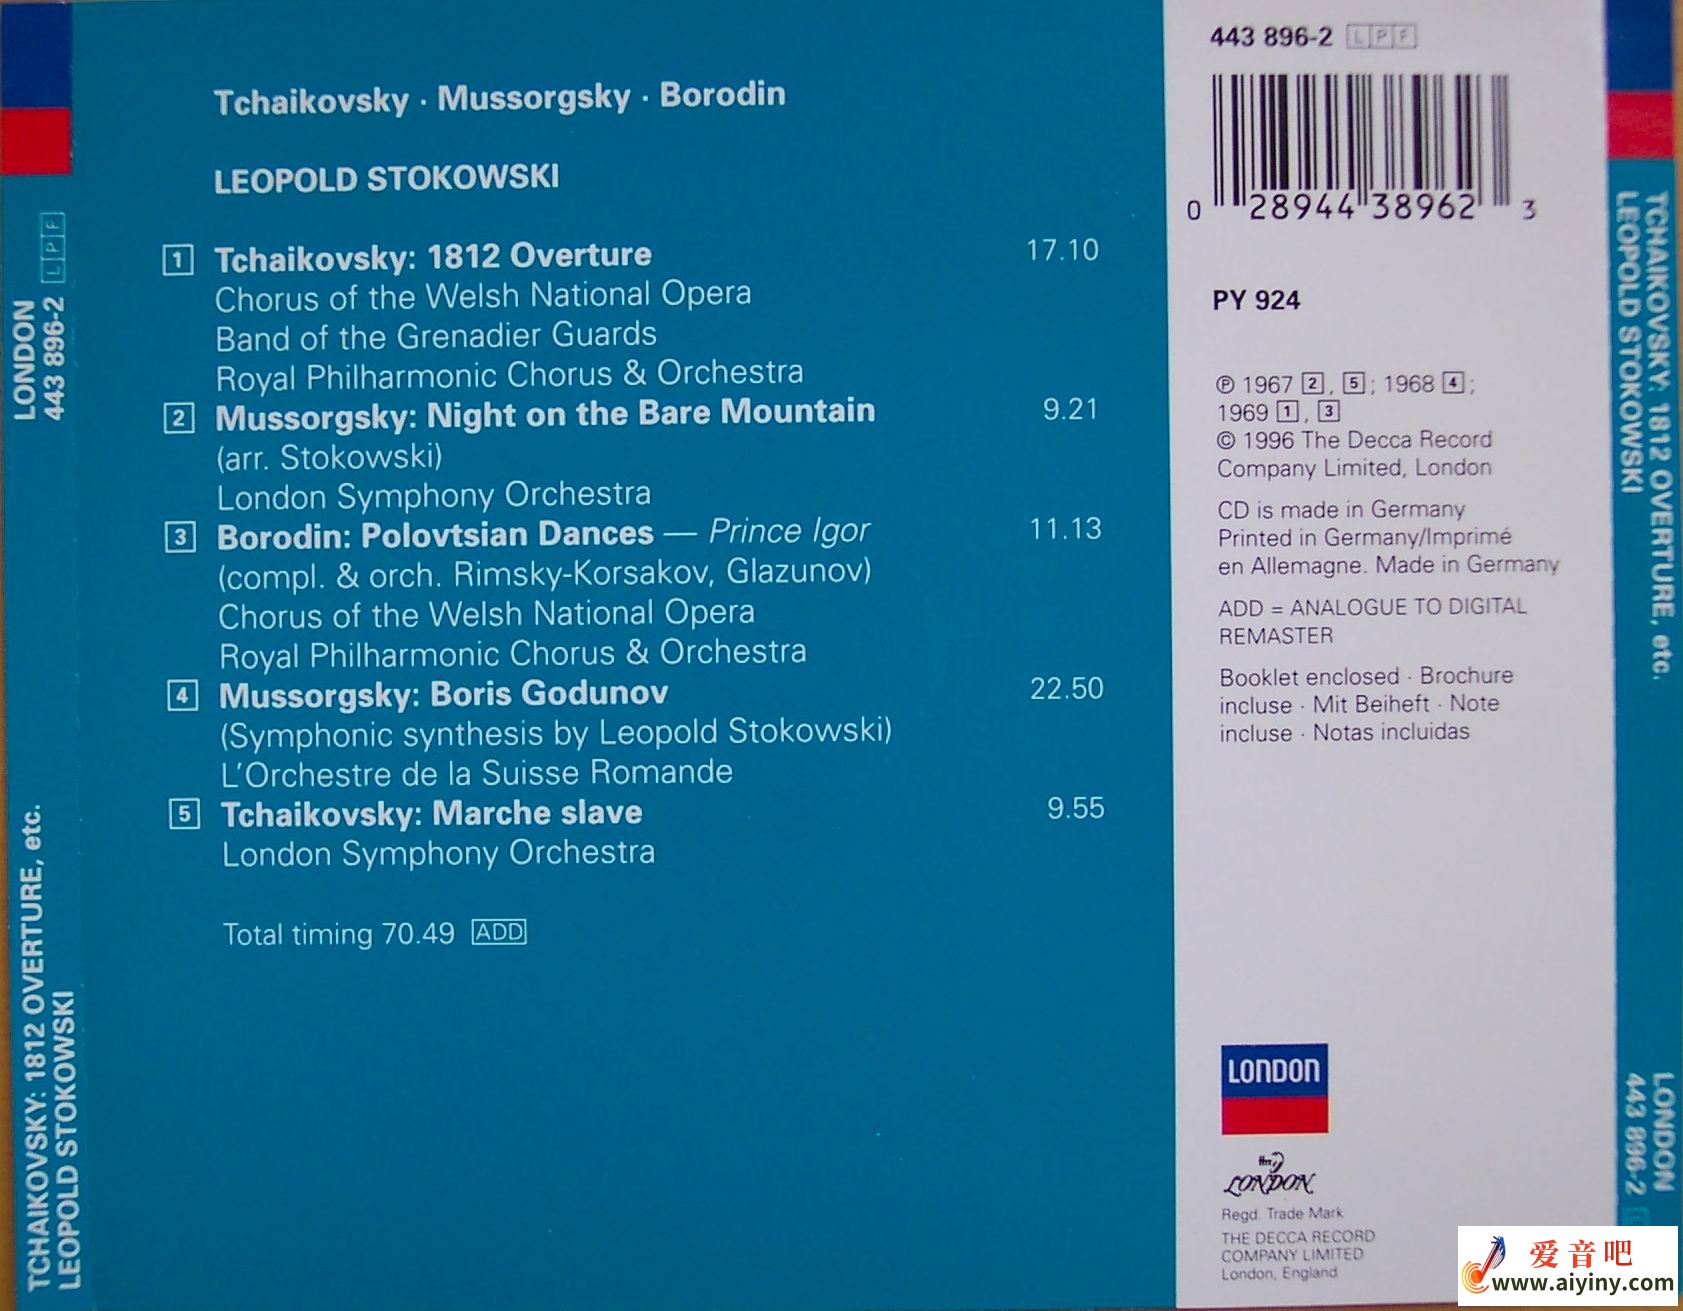 Tchaikovsky · Mussorgsky · Borodin
LEOPOLD STOKOWSKI
1 Tchaikovsky: 1812 Overture 17.10
Chorus of the Welsh National Opera
Band of the Grenadier Guards
Royal Philharmonic Chorus & Orchestra
2 Mussorgsky: Night on the Bare Mountain 9.21
(arr. Stokowski)
London Symphony Orchestra
3 Borodin: Polovtsian Dances — Prince Igor 11.13
(compl. & orch. Rimsky-Korsakov, Glazunov)
Chorus of the Welsh National Opera
Royal Philharmonic Chorus & Orchestra
4 Mussorgsky: Boris Godunov 22.50
(Symphonic synthesis by Leopold Stokowski)
L'Orchestre de la Suisse Romande
5 Tchaikovsky: Marche slave 9.55
London Symphony Orchestra
Total timing 70.49 ADD
443 896-2 LPF
0 28944 38962 3
PY 924
℗ 1967 2, 5; 1968 4;
1969 1, 3
© 1996 The Decca Record
Company Limited, London
CD is made in Germany
Printed in Germany/Imprimé
en Allemagne. Made in Germany
ADD = ANALOGUE TO DIGITAL
REMASTER
Booklet enclosed · Brochure
incluse · Mit Beiheft · Note
incluse · Notas incluidas
LONDON
LONDON
Regd. Trade Mark
THE DECCA RECORD
COMPANY LIMITED
London, England
TCHAIKOVSKY: 1812 OVERTURE, etc.
LEOPOLD STOKOWSKI
LONDON
443 896-2 LPF
TCHAIKOVSKY: 1812 OVERTURE, etc.
LEOPOLD STOKOWSKI
LONDON
443 896-2
爱音吧
www.aiyiny.com